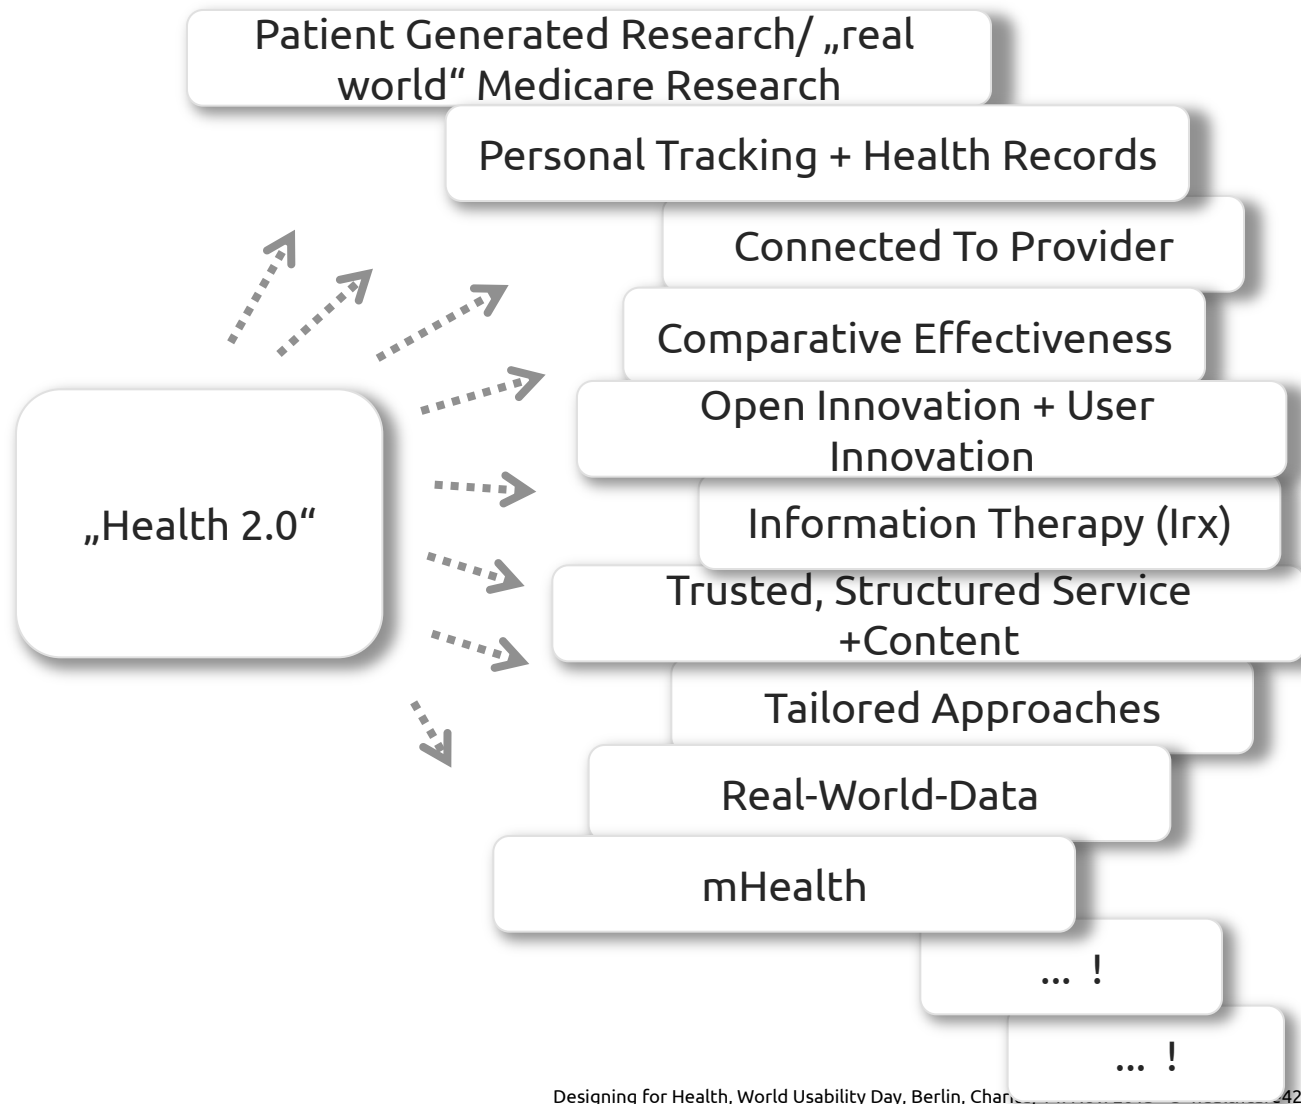 Patient Generated Research/ „real
world“ Medicare Research
Personal Tracking + Health Records
Connected To Provider
Comparative Effectiveness
Open Innovation + User
Innovation
„Health 2.0“
Information Therapy (Irx)
Trusted, Structured Service
+Content
Tailored Approaches
Real-World-Data
mHealth
... !
... !
Designing for Health, World Usability Day, Berlin,